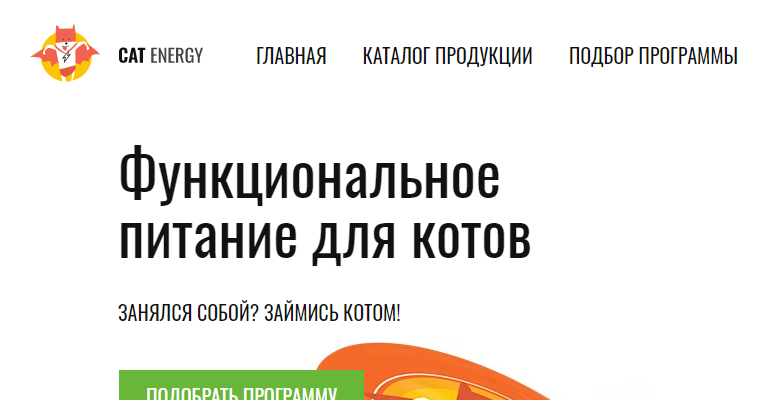 CAT ENERGY ГЛАВНАЯ КАТАЛОГ ПРОДУКЦИИ ПОДБОР ПРОГРАММЫ
Функциональное
питание для котов
ЗАНЯЛСЯ СОБОЙ? ЗАЙМИСЬ КОТОМ!
ПОДОБРАТЬ ПРОГРАММУ